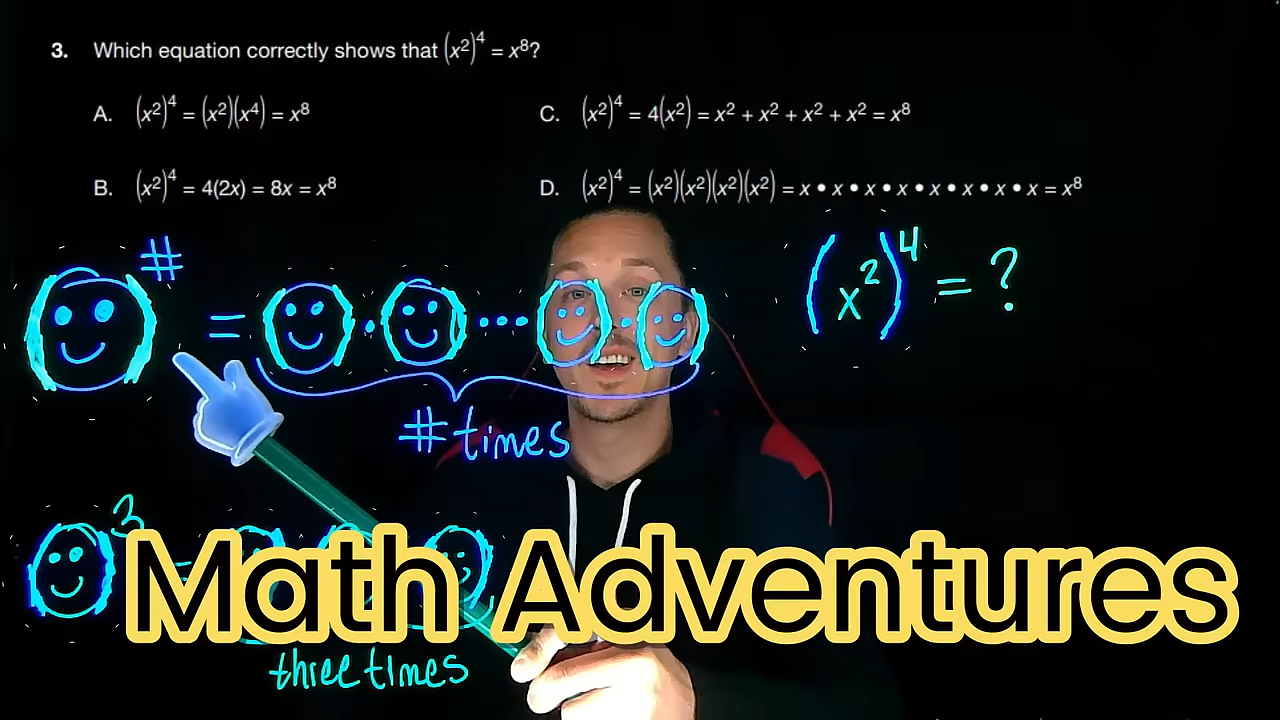 3. Which equation correctly shows that (x²)⁴ = x⁸?
A. (x²)⁴ = (x²)(x⁴) = x⁸
C. (x²)⁴ = 4(x²) = x² + x² + x² + x² = x⁸
B. (x²)⁴ = 4(2x) = 8x = x⁸
D. (x²)⁴ = (x²)(x²)(x²)(x²) = x • x • x • x • x • x • x • x = x⁸
(x²)⁴ = ?
#
= ( ) · ( ) ··· ( ) · ( )
# times
3
=
Math Adventures
three times